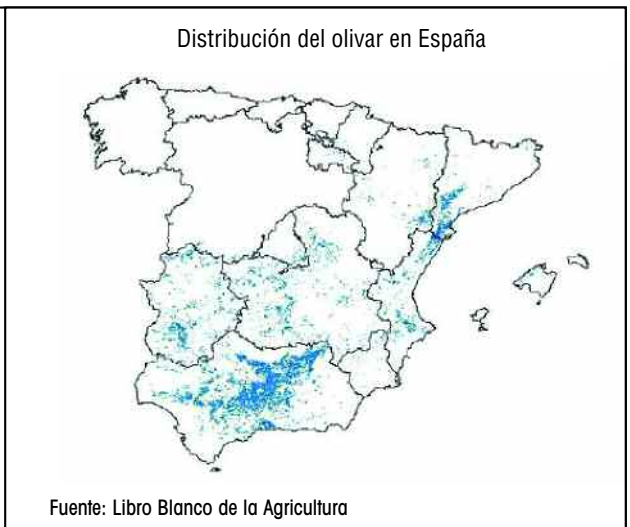 Distribución del olivar en España
Fuente: Libro Blanco de la Agricultura